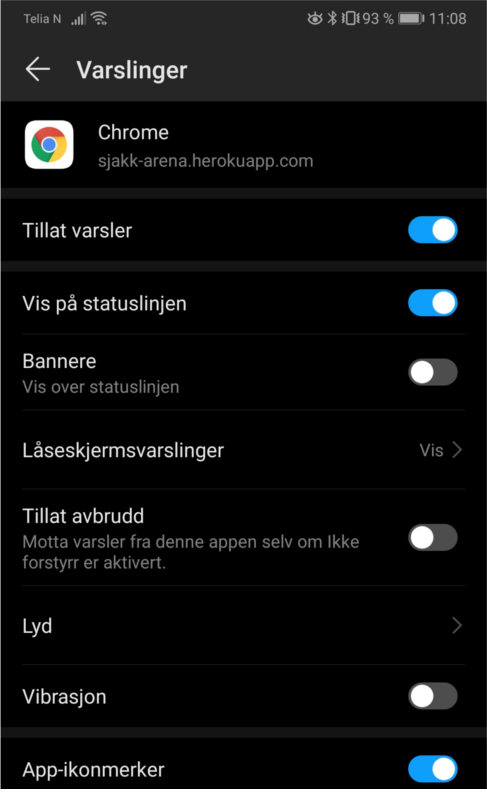 Telia N 93 % 11:08
Varslinger
Chrome
sjakk-arena.herokuapp.com
Tillat varsler
Vis på statuslinjen
Bannere
Vis over statuslinjen
Låseskjermsvarslinger Vis
Tillat avbrudd
Motta varsler fra denne appen selv om Ikke
forstyrr er aktivert.
Lyd
Vibrasjon
App-ikonmerker